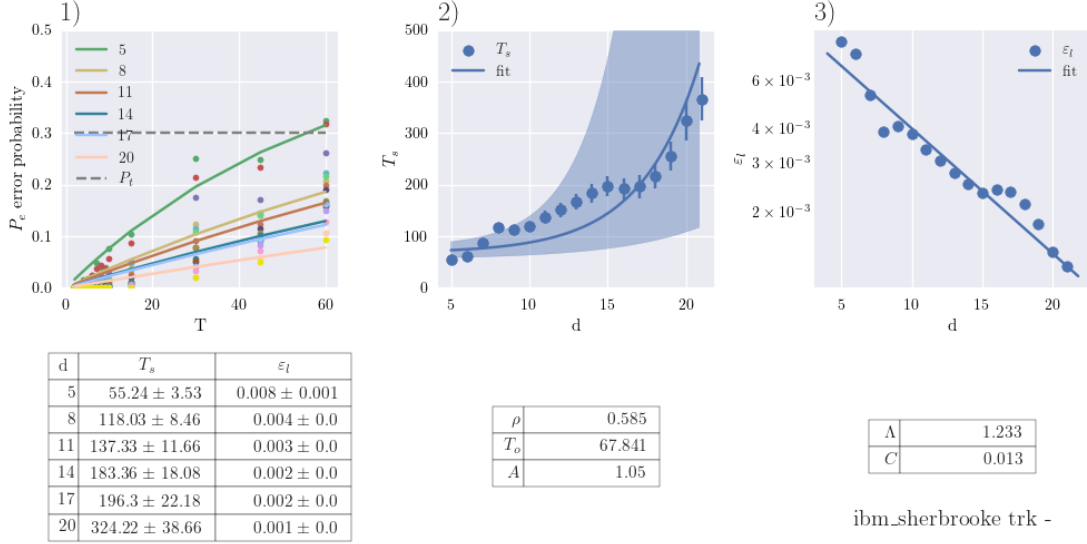 1)
0.5
0.4
0.3
0.2
0.1
0.0
P_e error probability
5
8
11
14
17
20
P_t
0 20 40 60
T
2)
500
400
300
200
100
0
T_s
T_s
fit
5 10 15 20
d
3)
6 × 10⁻³
4 × 10⁻³
3 × 10⁻³
2 × 10⁻³
ε_l
ε_l
fit
5 10 15 20
d
d T_s ε_l
5 55.24 ± 3.53 0.008 ± 0.001
8 118.03 ± 8.46 0.004 ± 0.0
11 137.33 ± 11.66 0.003 ± 0.0
14 183.36 ± 18.08 0.002 ± 0.0
17 196.3 ± 22.18 0.002 ± 0.0
20 324.22 ± 38.66 0.001 ± 0.0
ρ 0.585
T_o 67.841
A 1.05
Λ 1.233
C 0.013
ibm_sherbrooke trk -